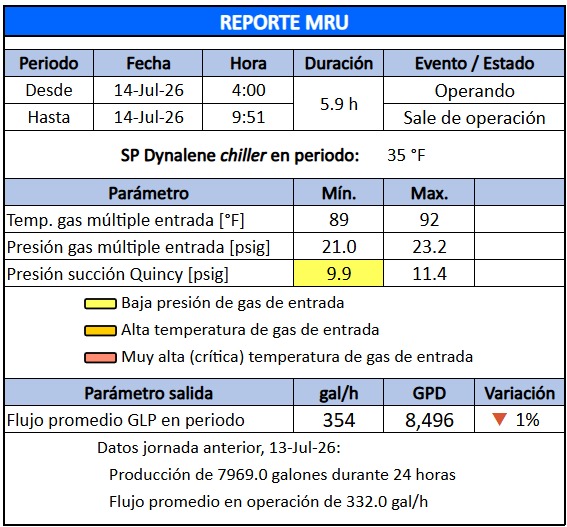 REPORTE MRU
Periodo Fecha Hora Duración Evento / Estado
Desde 14-Jul-26 4:00 5.9 h Operando
Hasta 14-Jul-26 9:51 Sale de operación
SP Dynalene chiller en periodo: 35 °F
Parámetro Mín. Max.
Temp. gas múltiple entrada [°F] 89 92
Presión gas múltiple entrada [psig] 21.0 23.2
Presión succión Quincy [psig] 9.9 11.4
Baja presión de gas de entrada
Alta temperatura de gas de entrada
Muy alta (crítica) temperatura de gas de entrada
Parámetro salida gal/h GPD Variación
Flujo promedio GLP en periodo 354 8,496 ▼ 1%
Datos jornada anterior, 13-Jul-26:
Producción de 7969.0 galones durante 24 horas
Flujo promedio en operación de 332.0 gal/h